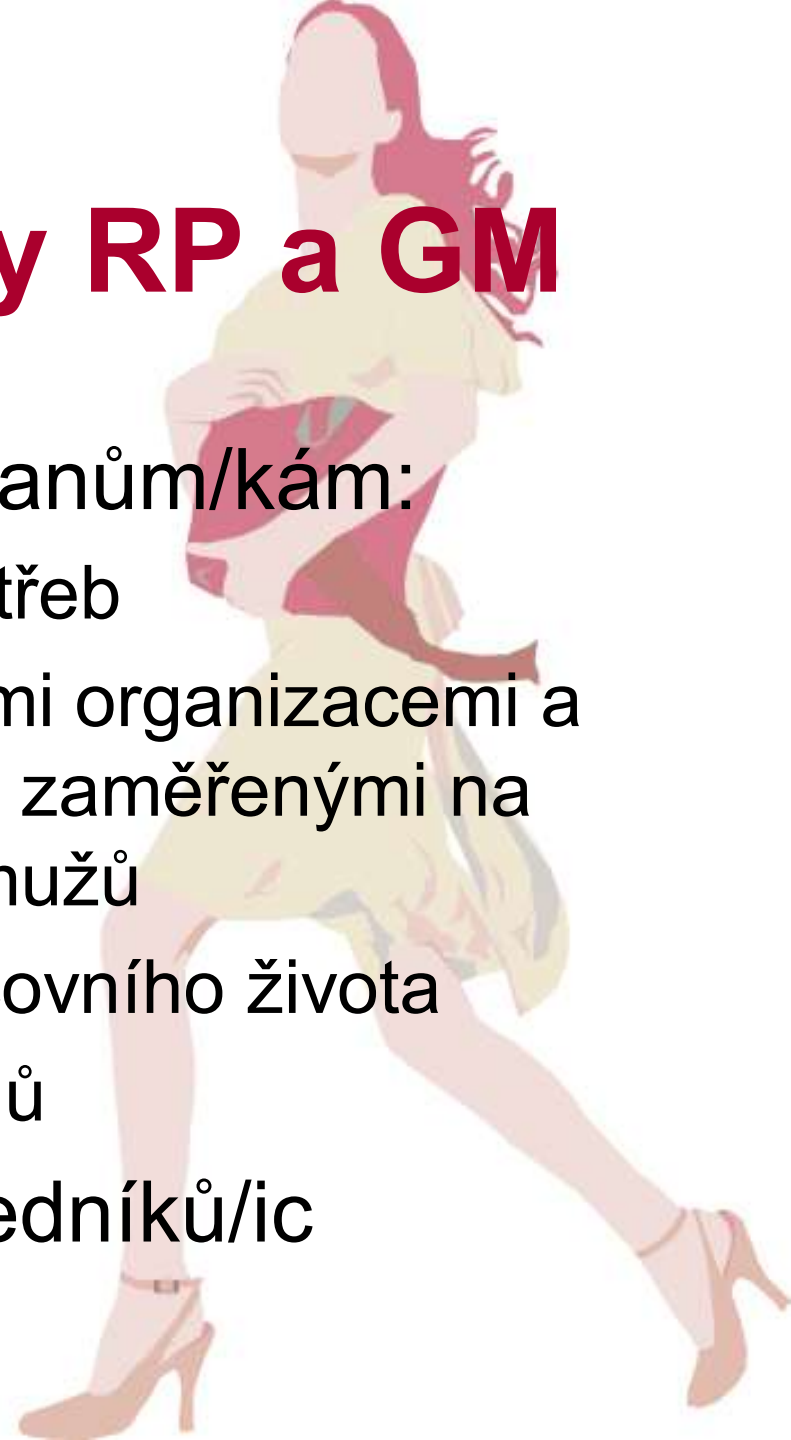 y RP a GM
anům/kám:
třeb
mi organizacemi a
zaměřenými na
mužů
ovního života
ů
edníků/ic